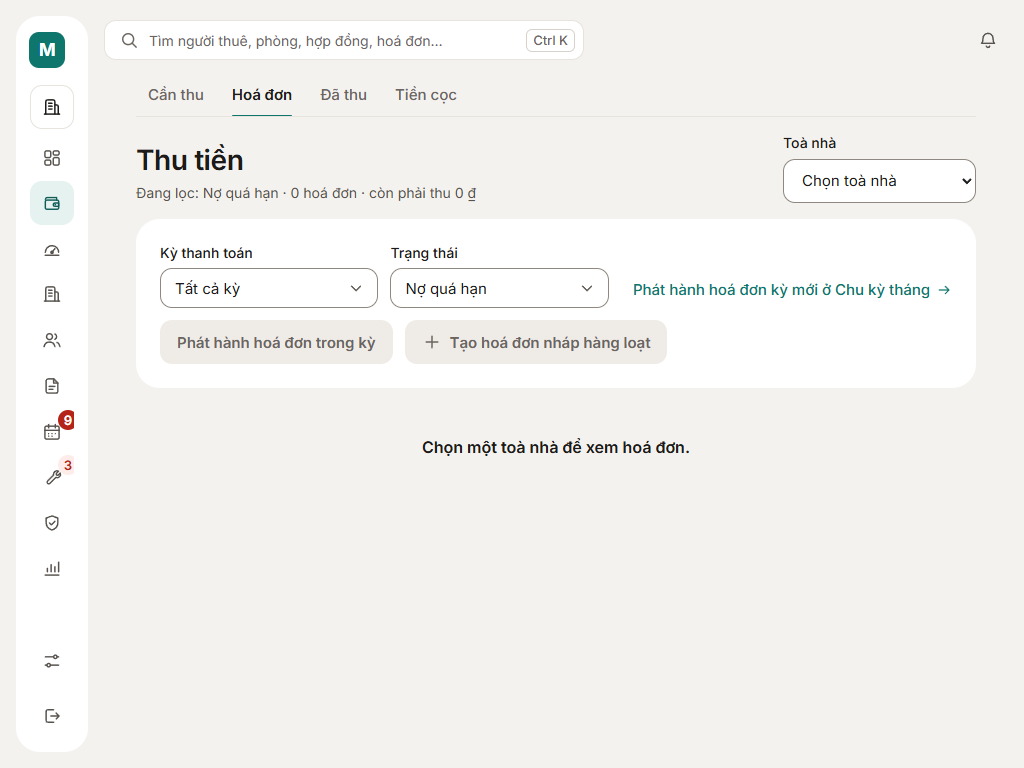 M
Tìm người thuê, phòng, hợp đồng, hoá đơn...
Ctrl K
Cần thu
Hoá đơn
Đã thu
Tiền cọc
Thu tiền
Đang lọc: Nợ quá hạn · 0 hoá đơn · còn phải thu 0 ₫
Toà nhà
Chọn toà nhà
Kỳ thanh toán
Trạng thái
Tất cả kỳ
Nợ quá hạn
Phát hành hoá đơn kỳ mới ở Chu kỳ tháng →
Phát hành hoá đơn trong kỳ
Tạo hoá đơn nháp hàng loạt
9
3
Chọn một toà nhà để xem hoá đơn.